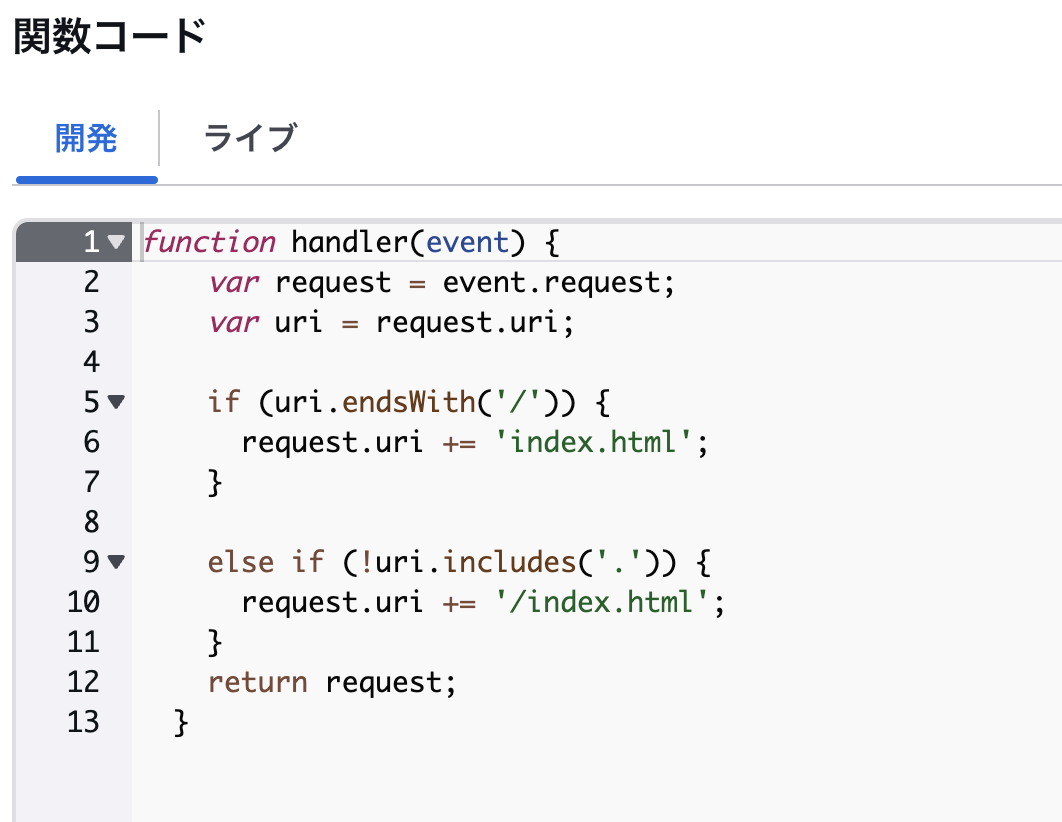 関数コード
開発 ライブ
1 function handler(event) {
2 var request = event.request;
3 var uri = request.uri;
4
5 if (uri.endsWith('/')) {
6 request.uri += 'index.html';
7 }
8
9 else if (!uri.includes('.')) {
10 request.uri += '/index.html';
11 }
12 return request;
13 }